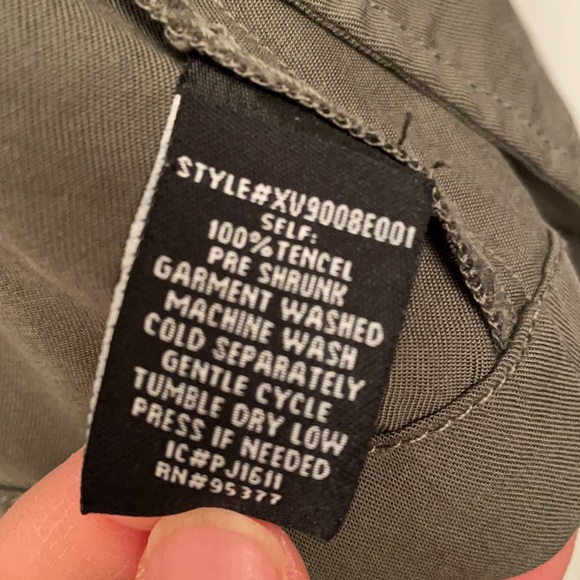 STYLE#XV9008E001
SELF:
100%TENCEL
PRE SHRUNK
GARMENT WASHED
MACHINE WASH
COLD SEPARATELY
GENTLE CYCLE
TUMBLE DRY LOW
PRESS IF NEEDED
IC#PJ1611
RN#95377